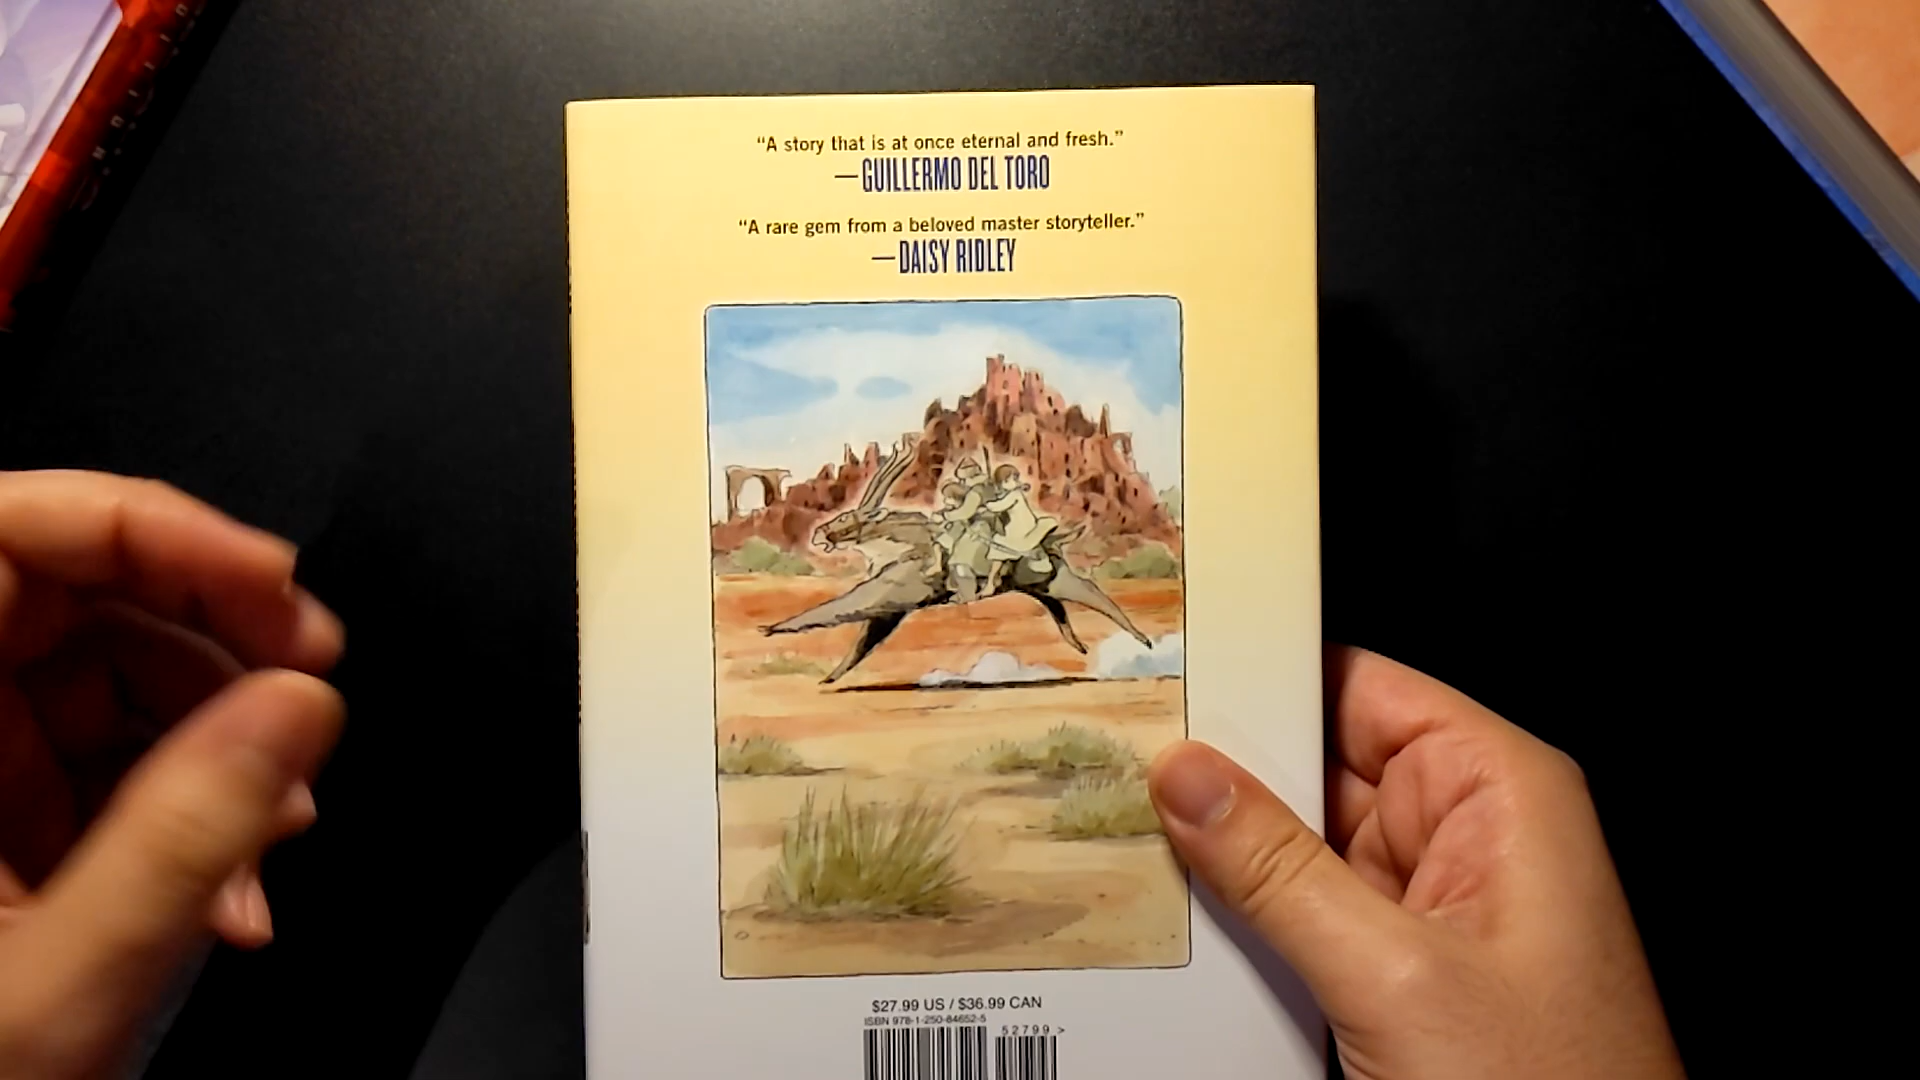 “A story that is at once eternal and fresh.”
—GUILLERMO DEL TORO
“A rare gem from a beloved master storyteller.”
—DAISY RIDLEY
$27.99 US / $36.99 CAN
ISBN 978-1-250-84652-5
52799 >